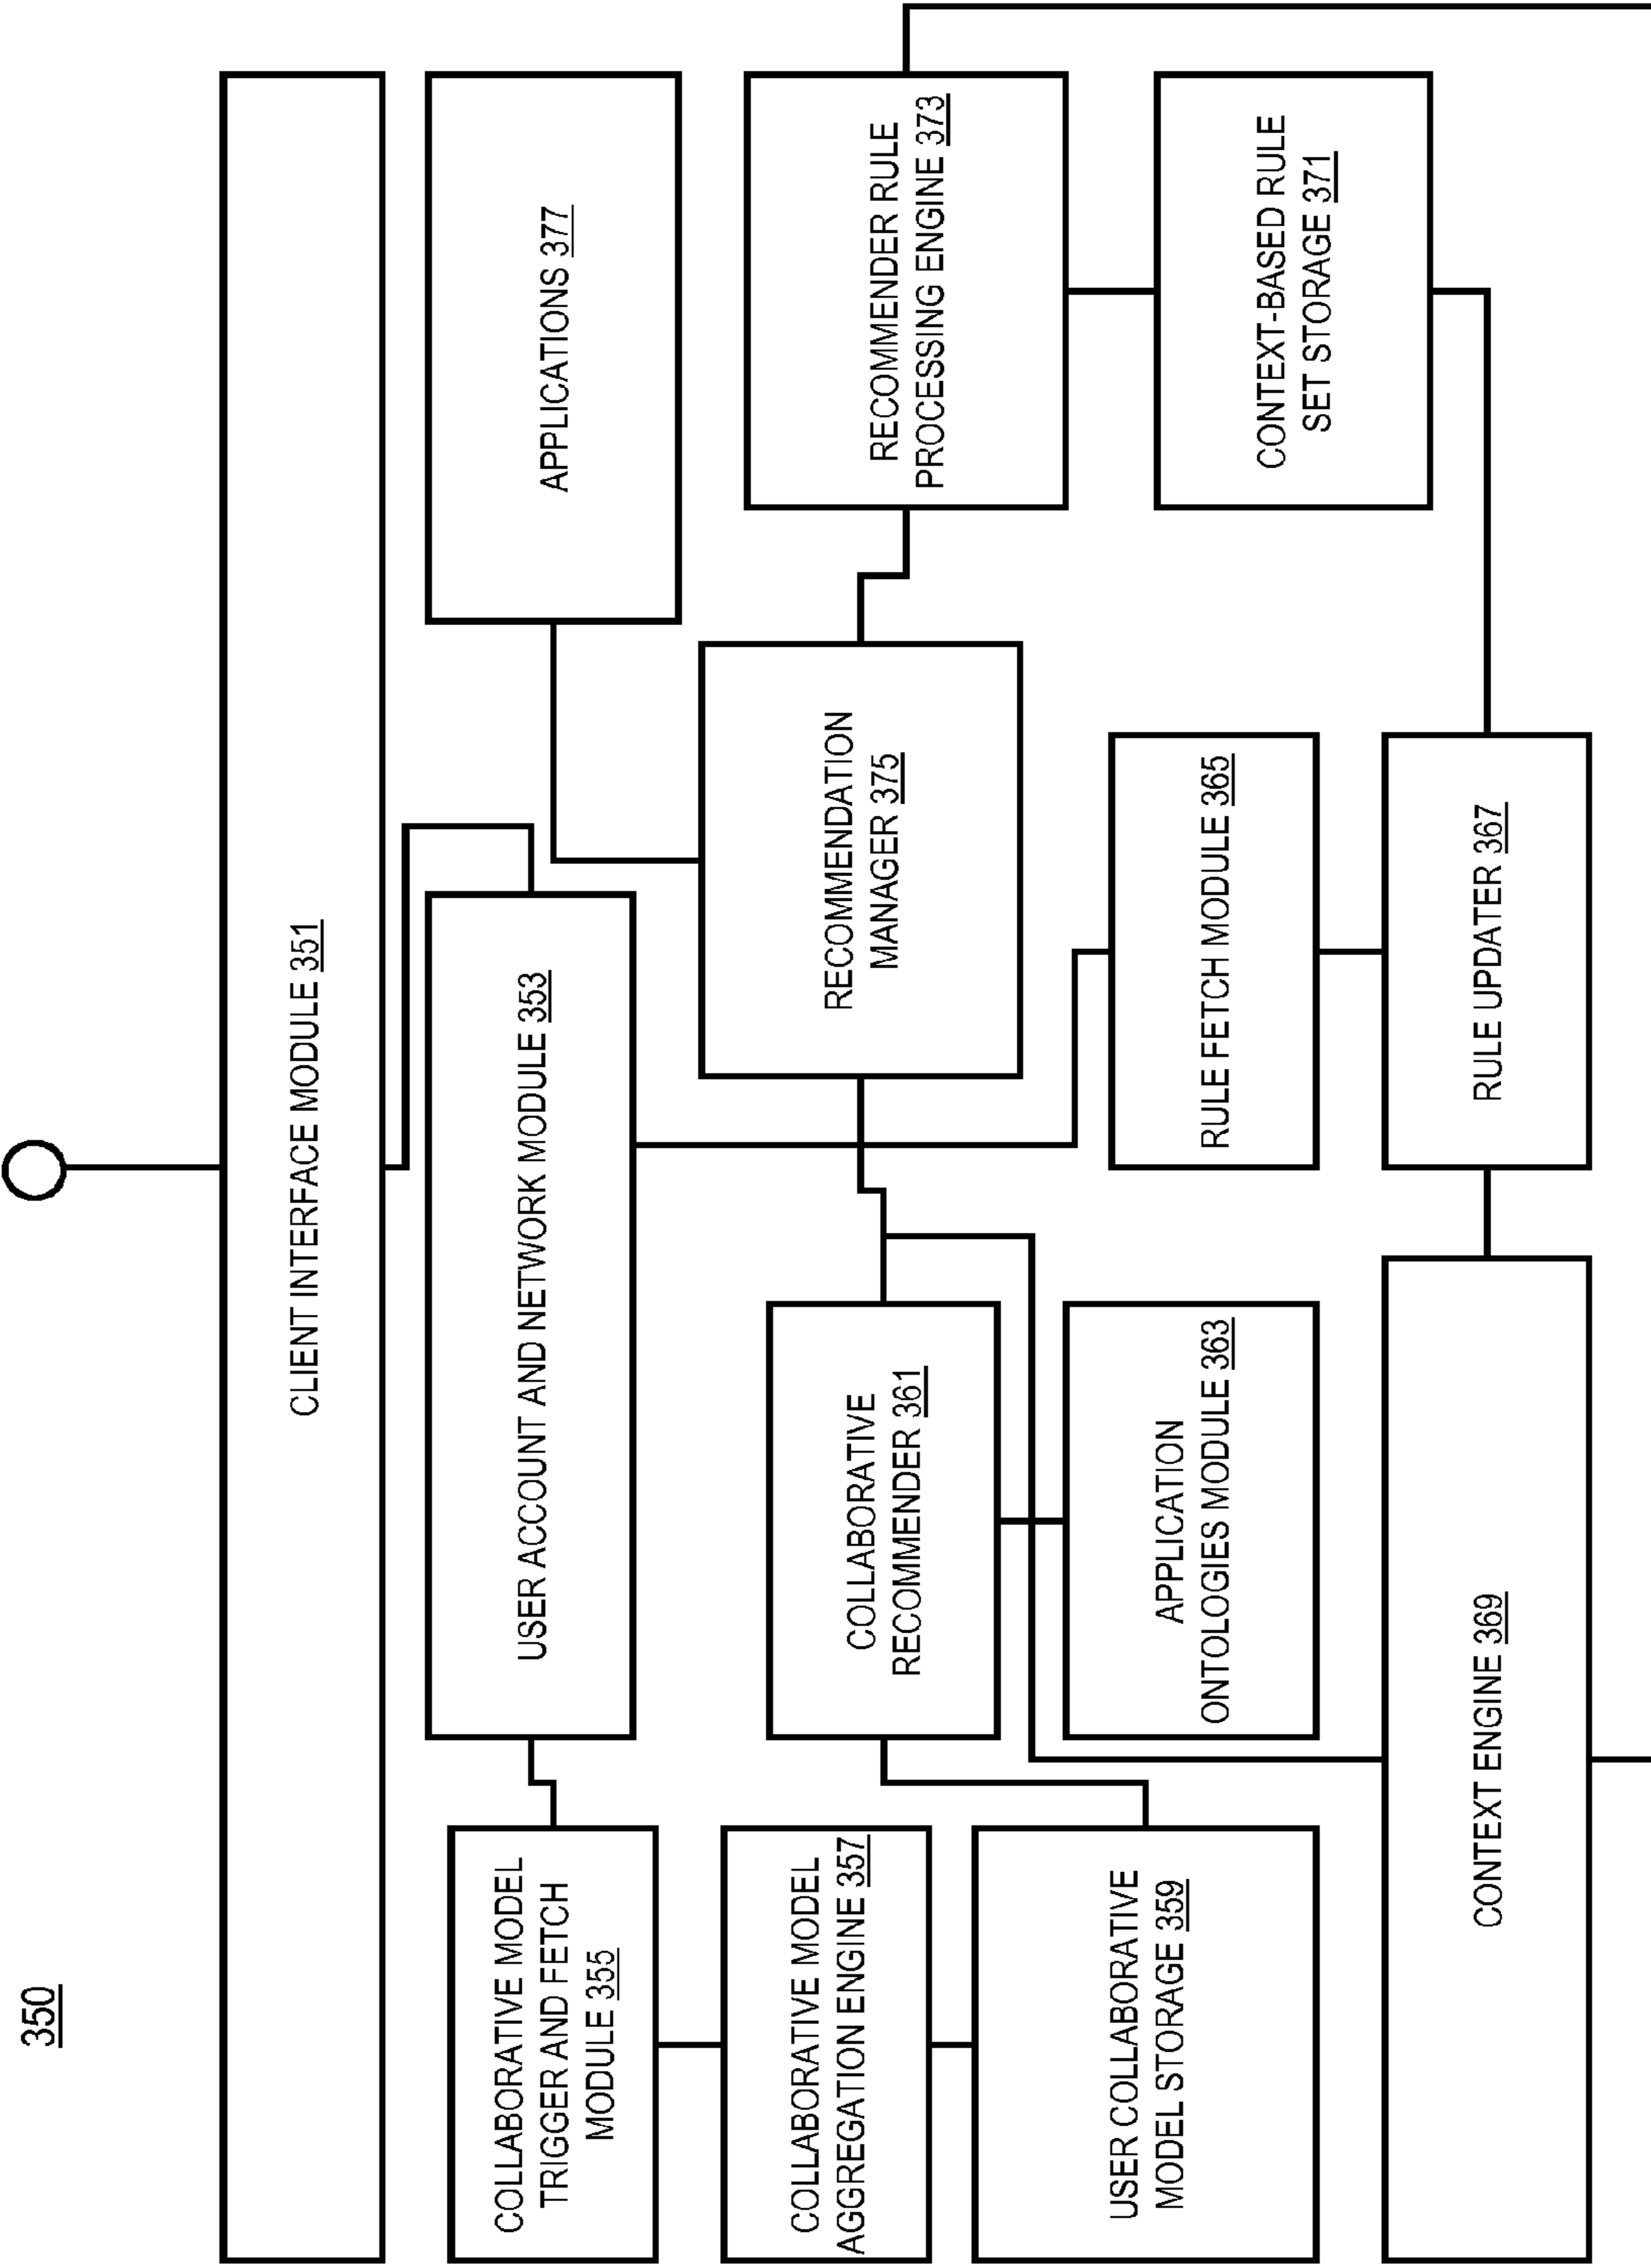 350
CLIENT INTERFACE MODULE 351
COLLABORATIVE MODEL
TRIGGER AND FETCH
MODULE 355
USER ACCOUNT AND NETWORK MODULE 353
APPLICATIONS 377
COLLABORATIVE MODEL
AGGREGATION ENGINE 357
COLLABORATIVE
RECOMMENDER 361
RECOMMENDATION
MANAGER 375
RECOMMENDER RULE
PROCESSING ENGINE 373
USER COLLABORATIVE
MODEL STORAGE 359
APPLICATION
ONTOLOGIES MODULE 363
RULE FETCH MODULE 365
CONTEXT-BASED RULE
SET STORAGE 371
CONTEXT ENGINE 369
RULE UPDATER 367